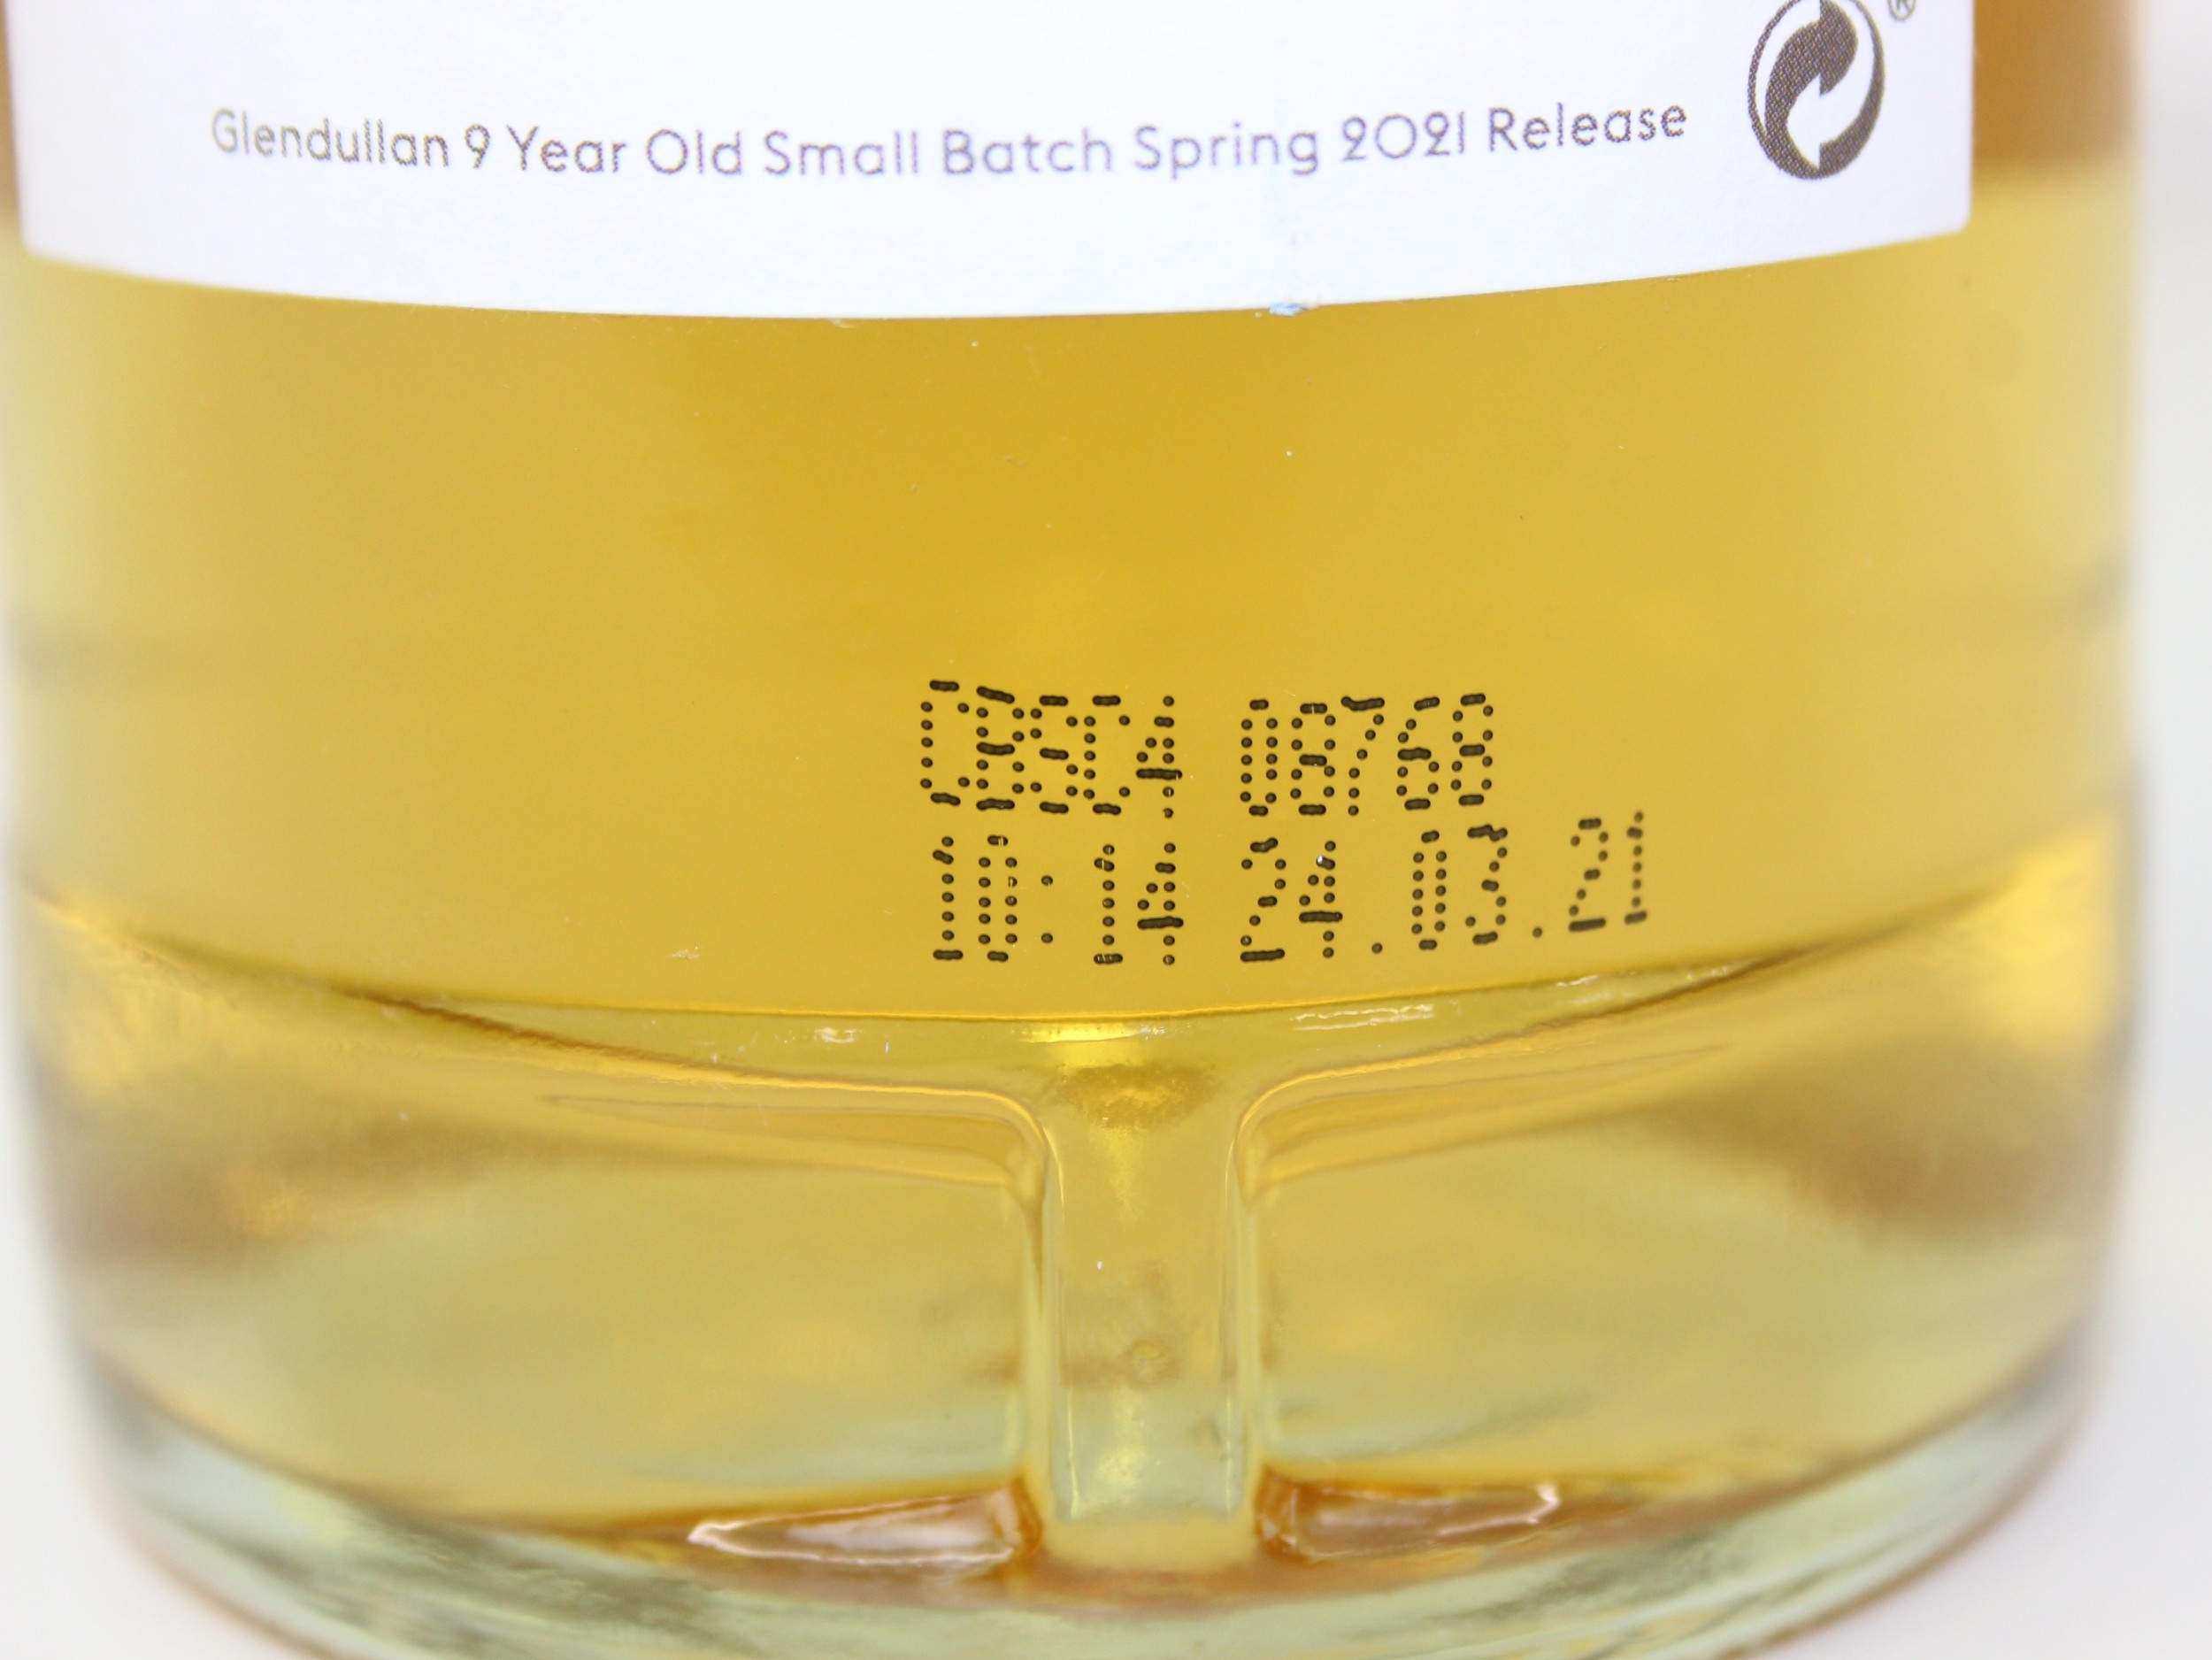 ®
Glendullan 9 Year Old Small Batch Spring 2021 Release
CBSC4 08768
10:14 24.03.21